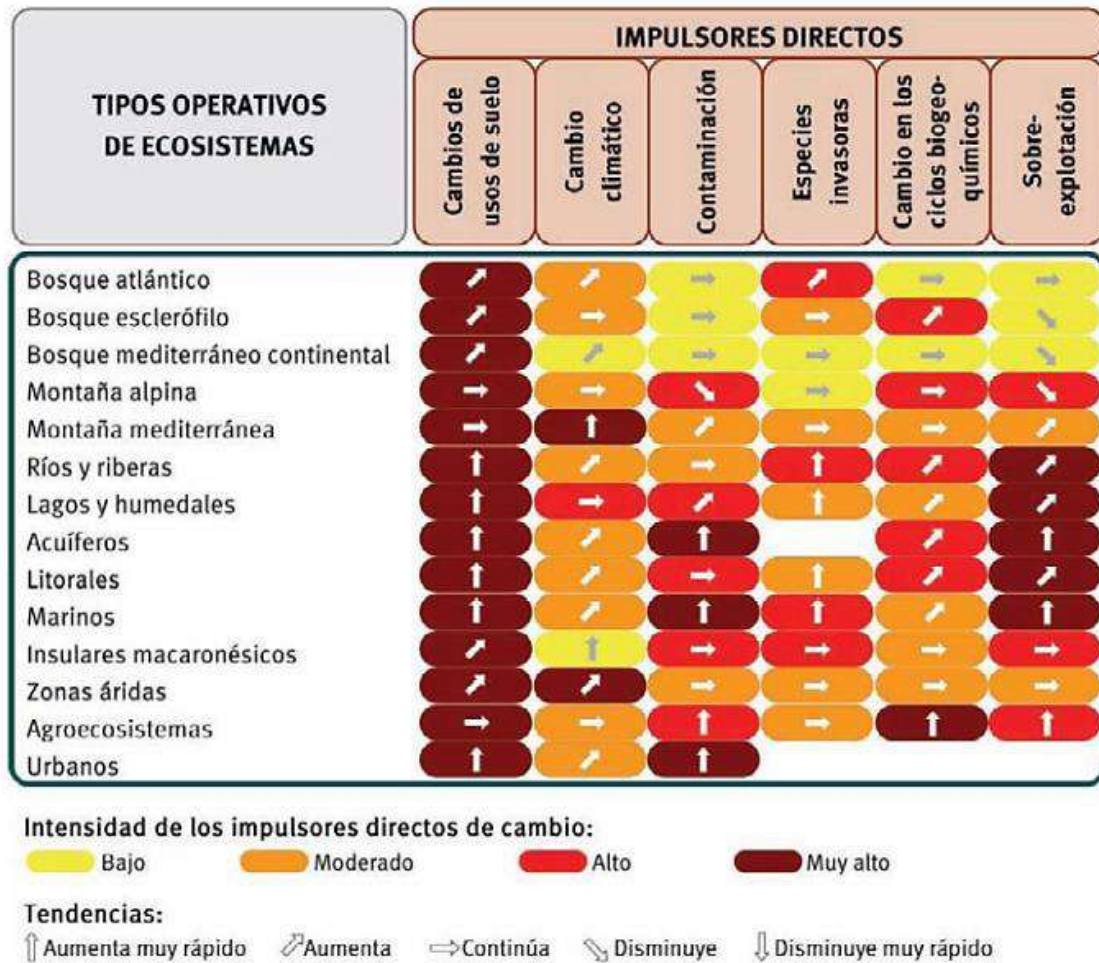 TIPOS OPERATIVOS
DE ECOSISTEMAS
IMPULSORES DIRECTOS
Cambios de
usos de suelo
Cambio
climático
Contaminación
Especies
invasoras
Cambio en los
ciclos biogeo-
químicos
Sobre-
explotación
Bosque atlántico
Bosque esclerófilo
Bosque mediterráneo continental
Montaña alpina
Montaña mediterránea
Ríos y riberas
Lagos y humedales
Acuíferos
Litorales
Marinos
Insulares macaronésicos
Zonas áridas
Agroecosistemas
Urbanos
Intensidad de los impulsores directos de cambio:
Bajo Moderado Alto Muy alto
Tendencias:
Aumenta muy rápido Aumenta Continúa Disminuye Disminuye muy rápido